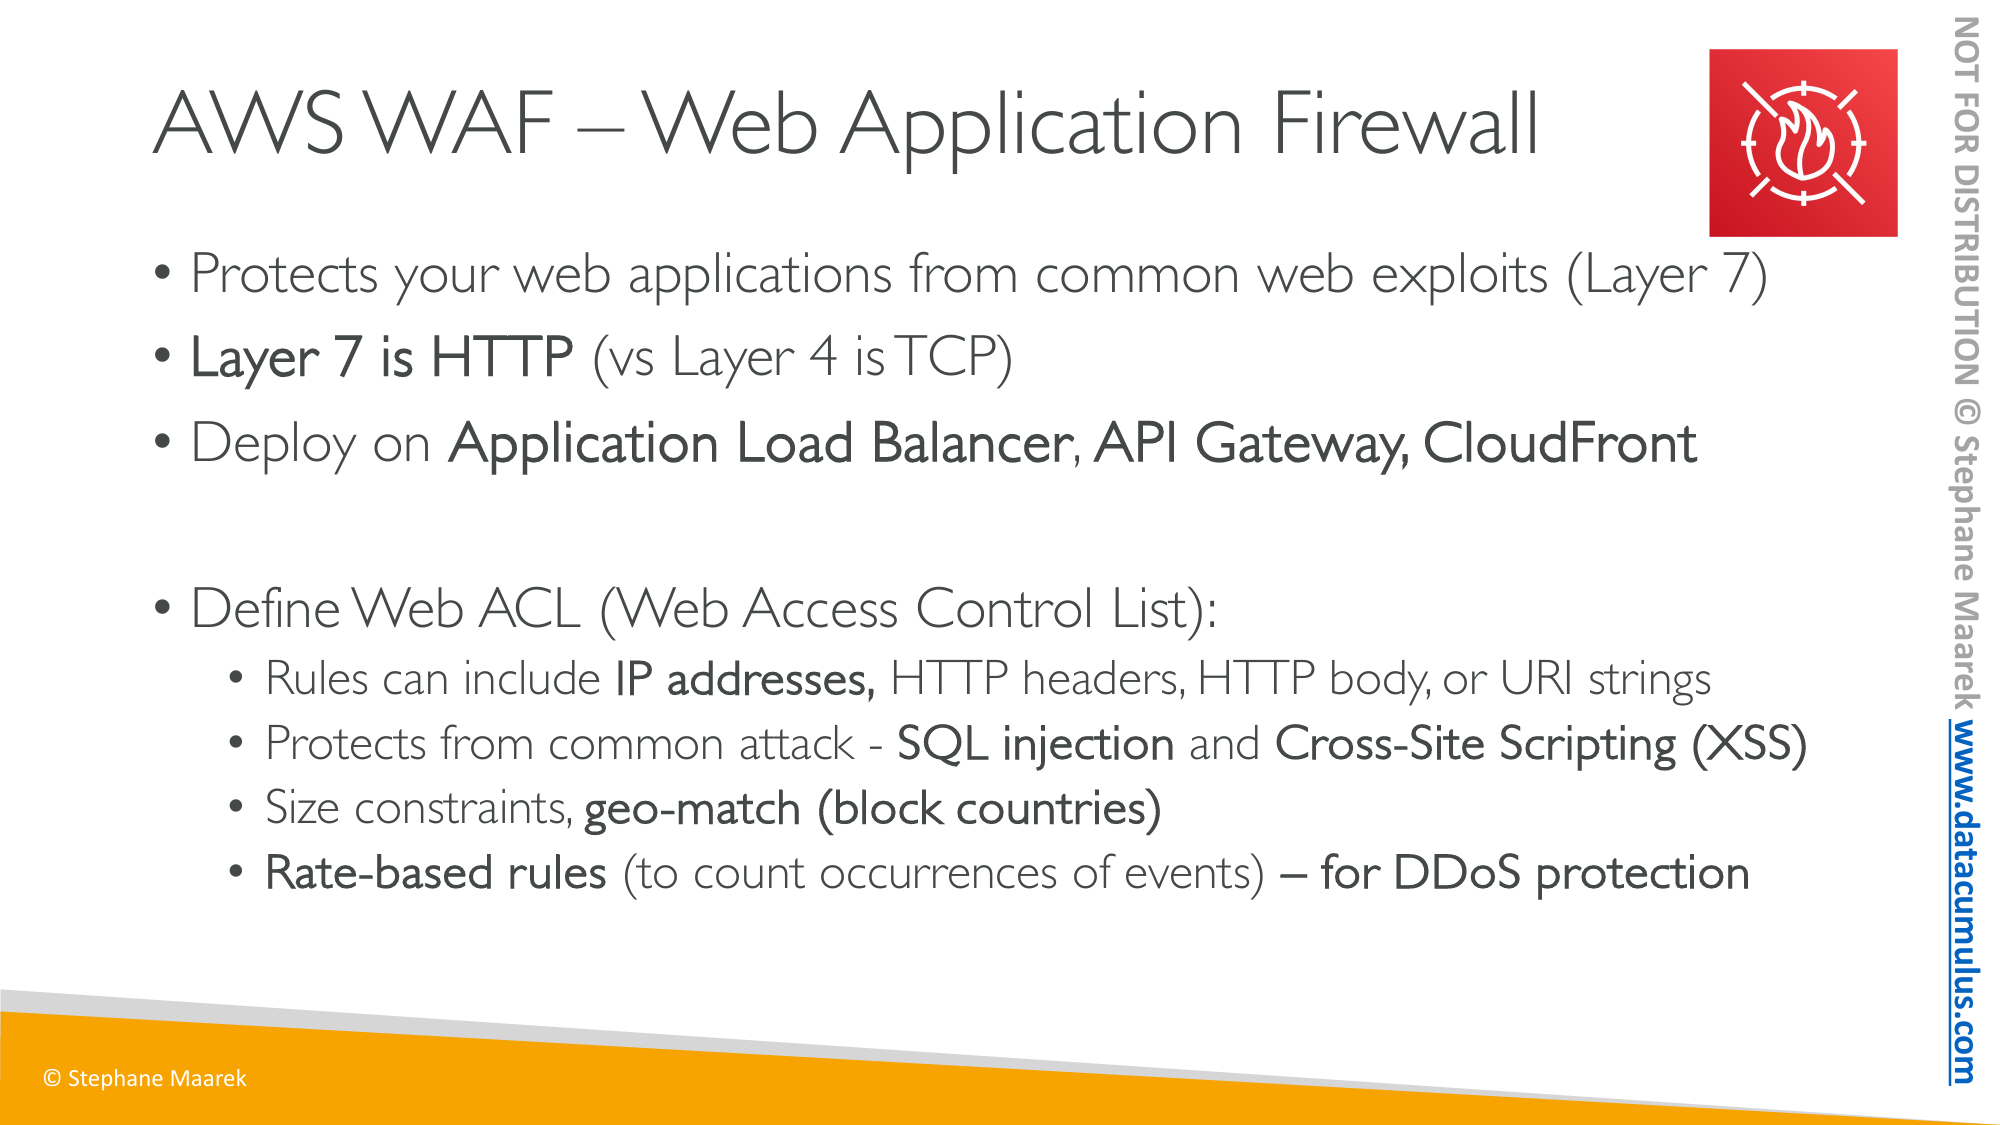 AWS WAF – Web Application Firewall
• Protects your web applications from common web exploits (Layer 7)
• Layer 7 is HTTP (vs Layer 4 is TCP)
• Deploy on Application Load Balancer, API Gateway, CloudFront
• Define Web ACL (Web Access Control List):
• Rules can include IP addresses, HTTP headers, HTTP body, or URI strings
• Protects from common attack - SQL injection and Cross-Site Scripting (XSS)
• Size constraints, geo-match (block countries)
• Rate-based rules (to count occurrences of events) – for DDoS protection
© Stephane Maarek
NOT FOR DISTRIBUTION © Stephane Maarek www.datacumulus.com